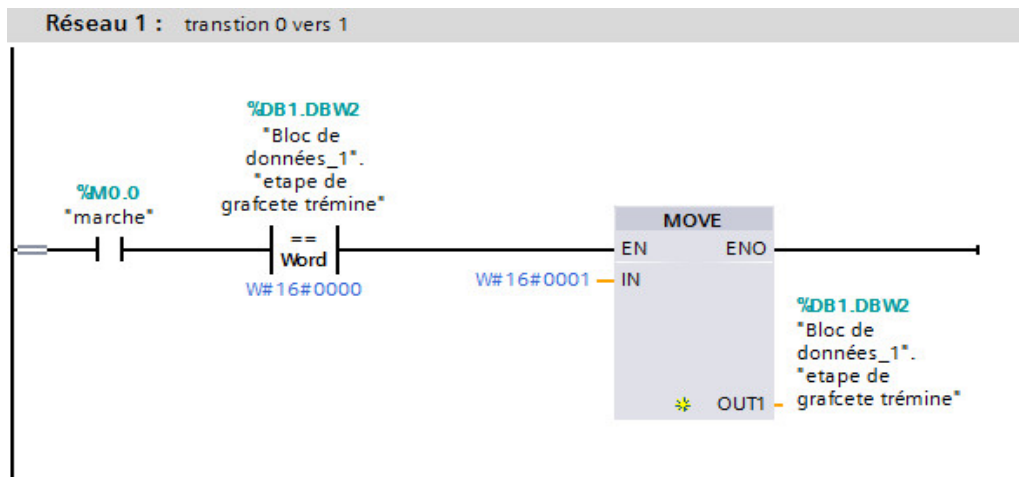 Réseau 1 : transtion 0 vers 1
%DB1.DBW2
"Bloc de
données_1".
"etape de
grafcete trémine"
%M0.0
"marche"
==
Word
W#16#0000
MOVE
EN ENO
W#16#0001 IN
%DB1.DBW2
"Bloc de
données_1".
"etape de
OUT1 grafcete trémine"